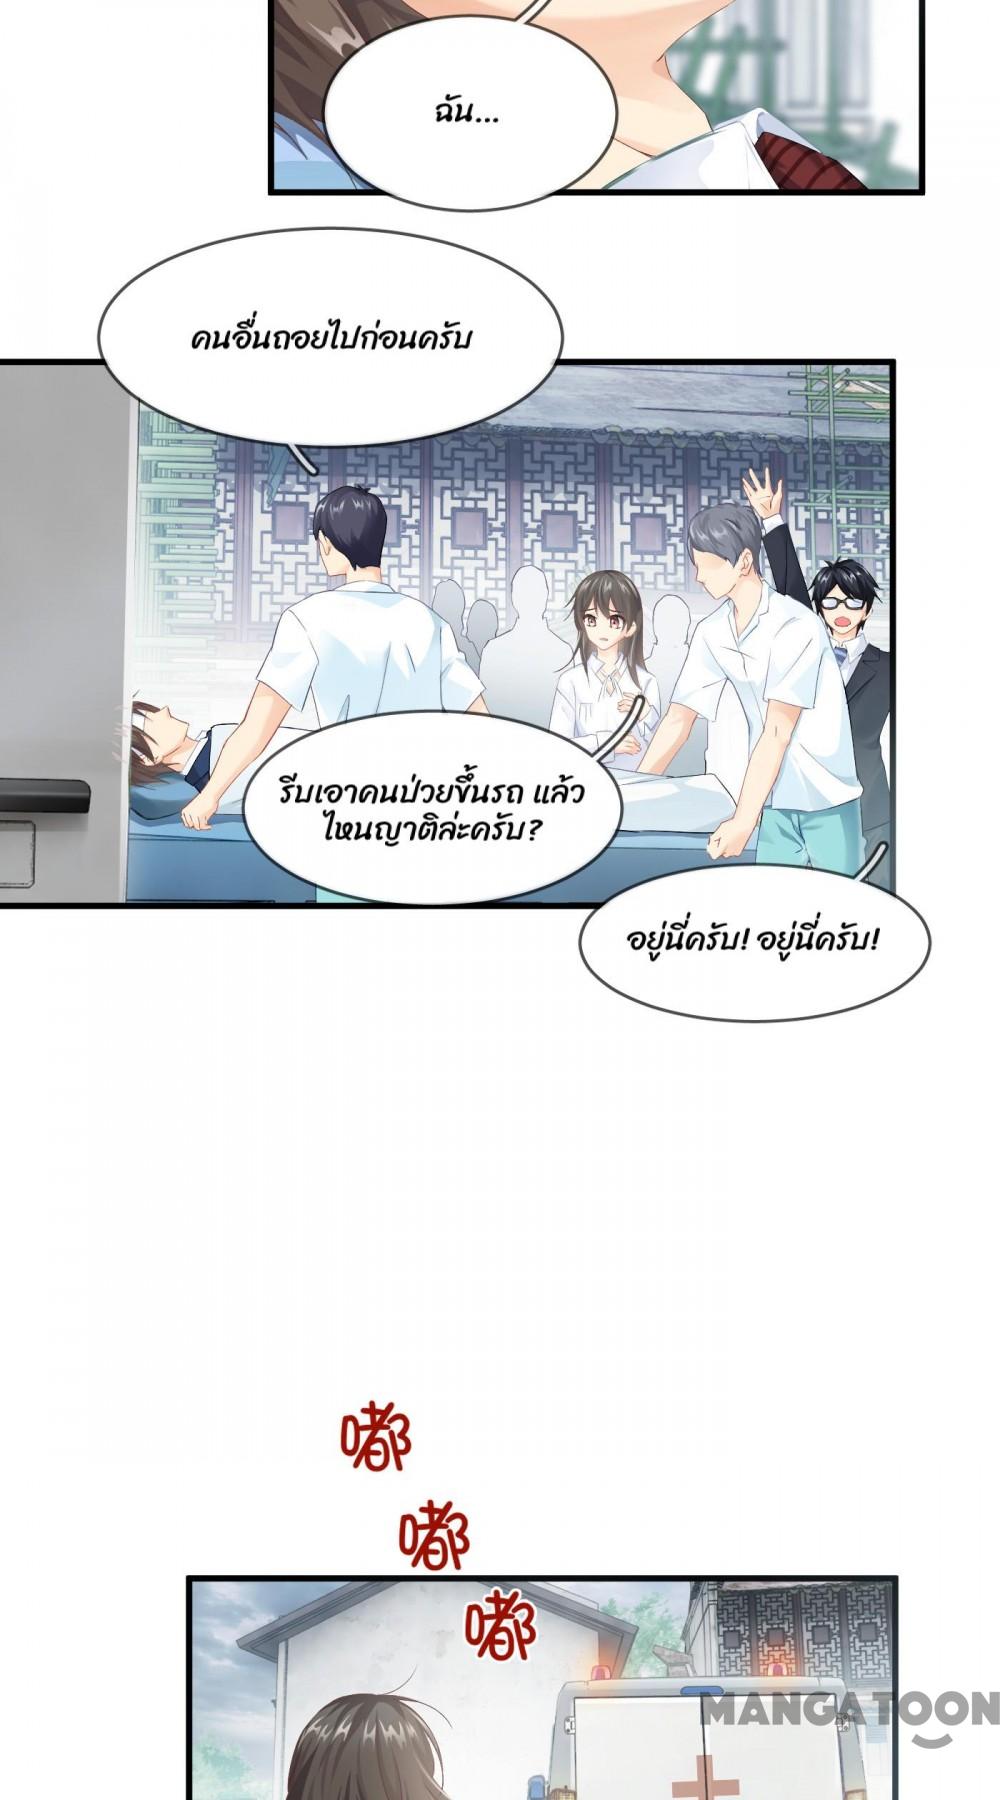 ฉัน...
คนอื่นถอยไปก่อนครับ
รีบเอาคนป่วยขึ้นรถ แล้ว
ไหนญาติล่ะครับ?
อยู่นี่ครับ! อยู่นี่ครับ!
嘟
嘟
嘟
MANGATOON